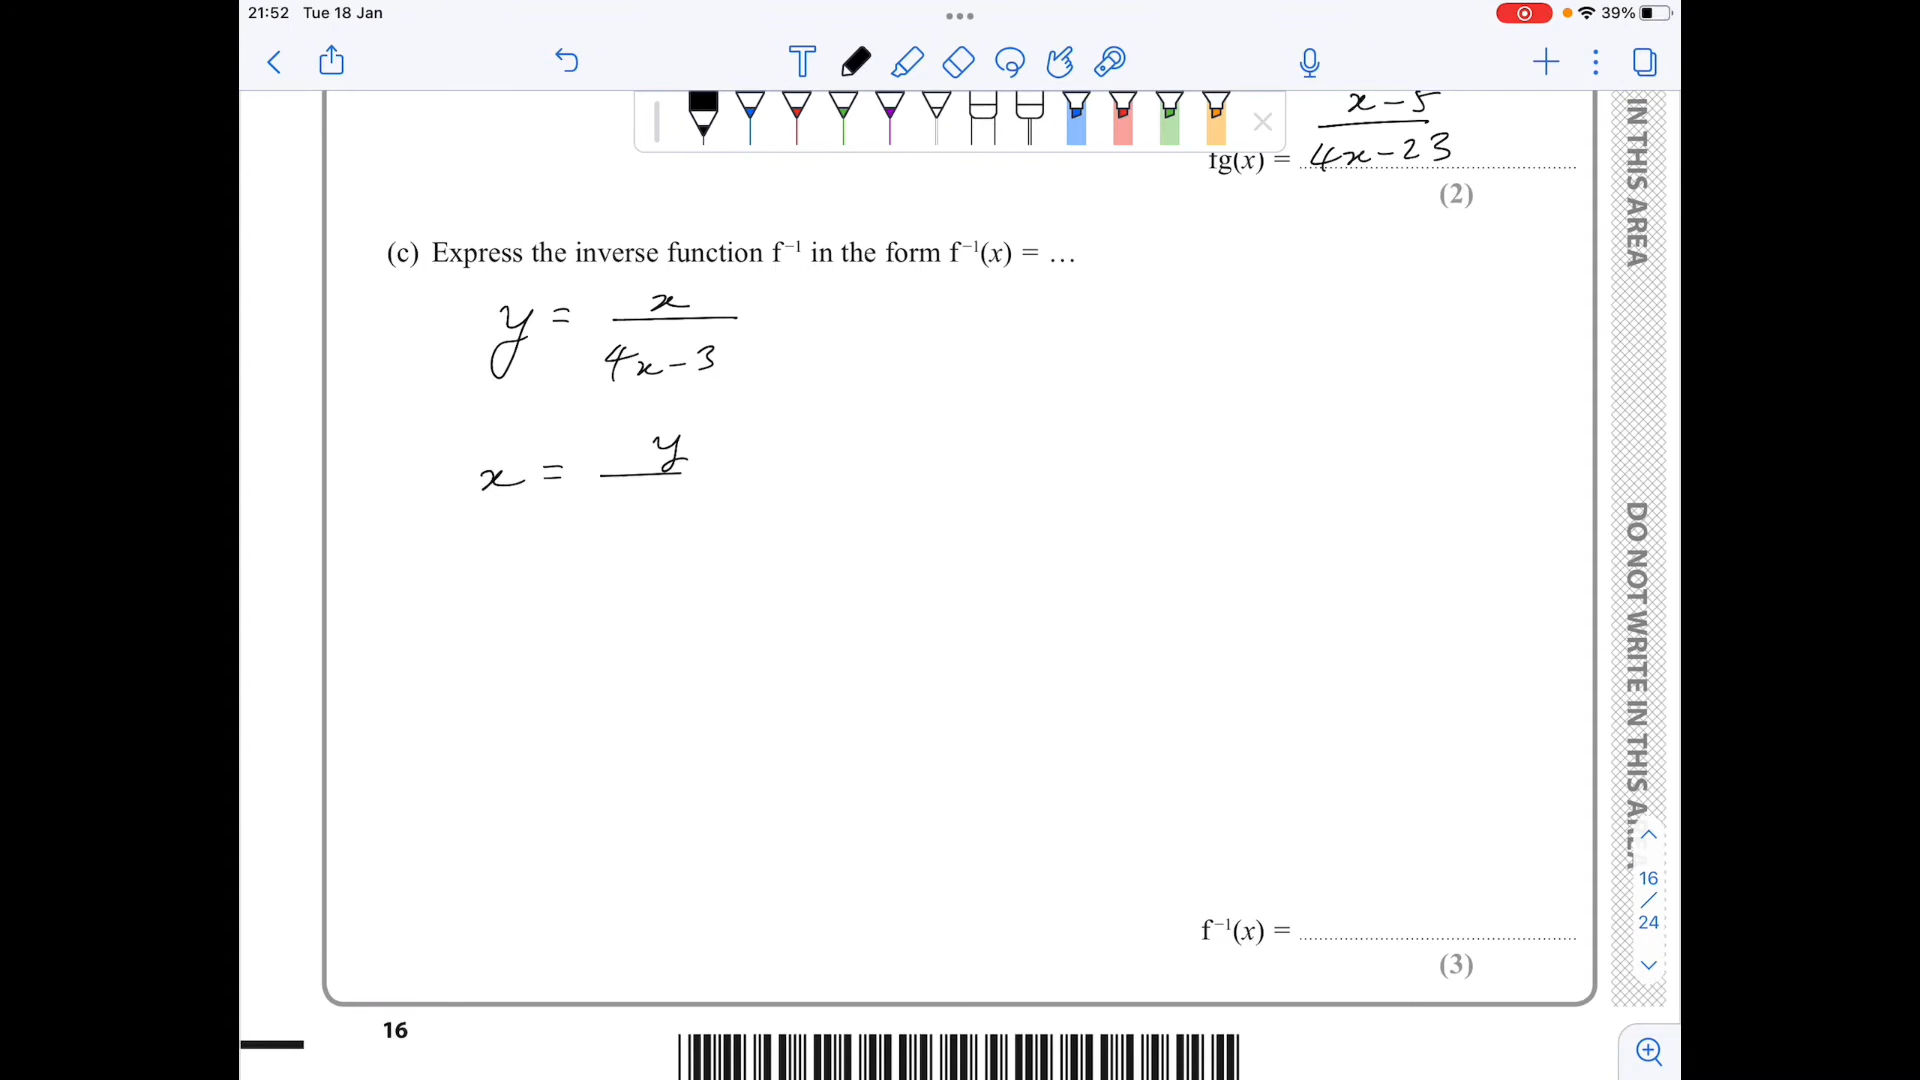 21:52 Tue 18 Jan
39%
x-5
fg(x) = 4x-23
(2)
(c) Express the inverse function f⁻¹ in the form f⁻¹(x) = …
y = x
4x-3
x = y
f⁻¹(x) =
(3)
16
IN THIS AREA
DO NOT WRITE IN THIS AREA
16
24